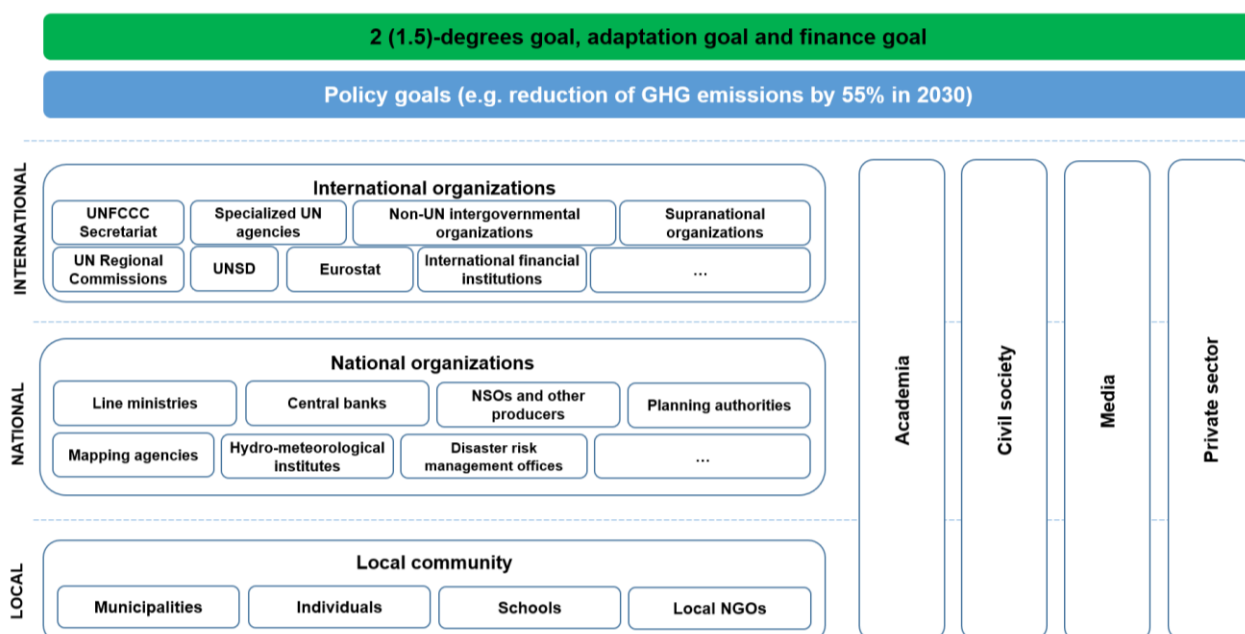 2 (1.5)-degrees goal, adaptation goal and finance goal
Policy goals (e.g. reduction of GHG emissions by 55% in 2030)
INTERNATIONAL
International organizations
UNFCCC
Secretariat
Specialized UN
agencies
Non-UN intergovernmental
organizations
Supranational
organizations
UN Regional
Commissions
UNSD
Eurostat
International financial
institutions
...
NATIONAL
National organizations
Line ministries
Central banks
NSOs and other
producers
Planning authorities
Mapping agencies
Hydro-meteorological
institutes
Disaster risk
management offices
...
LOCAL
Local community
Municipalities
Individuals
Schools
Local NGOs
Academia
Civil society
Media
Private sector